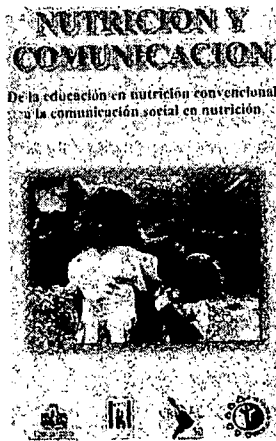 NUTRICION Y
COMUNICACION
De la educación en nutrición convencional
a la comunicación social en nutrición